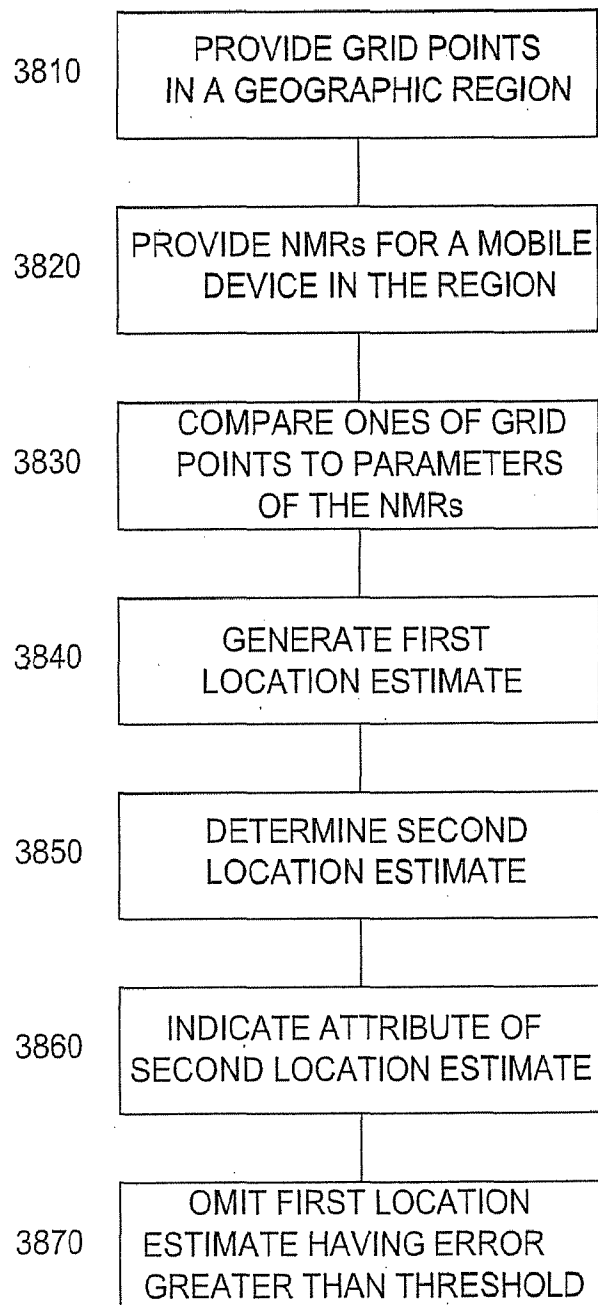 3810
PROVIDE GRID POINTS
IN A GEOGRAPHIC REGION
3820
PROVIDE NMRs FOR A MOBILE
DEVICE IN THE REGION
3830
COMPARE ONES OF GRID
POINTS TO PARAMETERS
OF THE NMRs
3840
GENERATE FIRST
LOCATION ESTIMATE
3850
DETERMINE SECOND
LOCATION ESTIMATE
3860
INDICATE ATTRIBUTE OF
SECOND LOCATION ESTIMATE
3870
OMIT FIRST LOCATION
ESTIMATE HAVING ERROR
GREATER THAN THRESHOLD